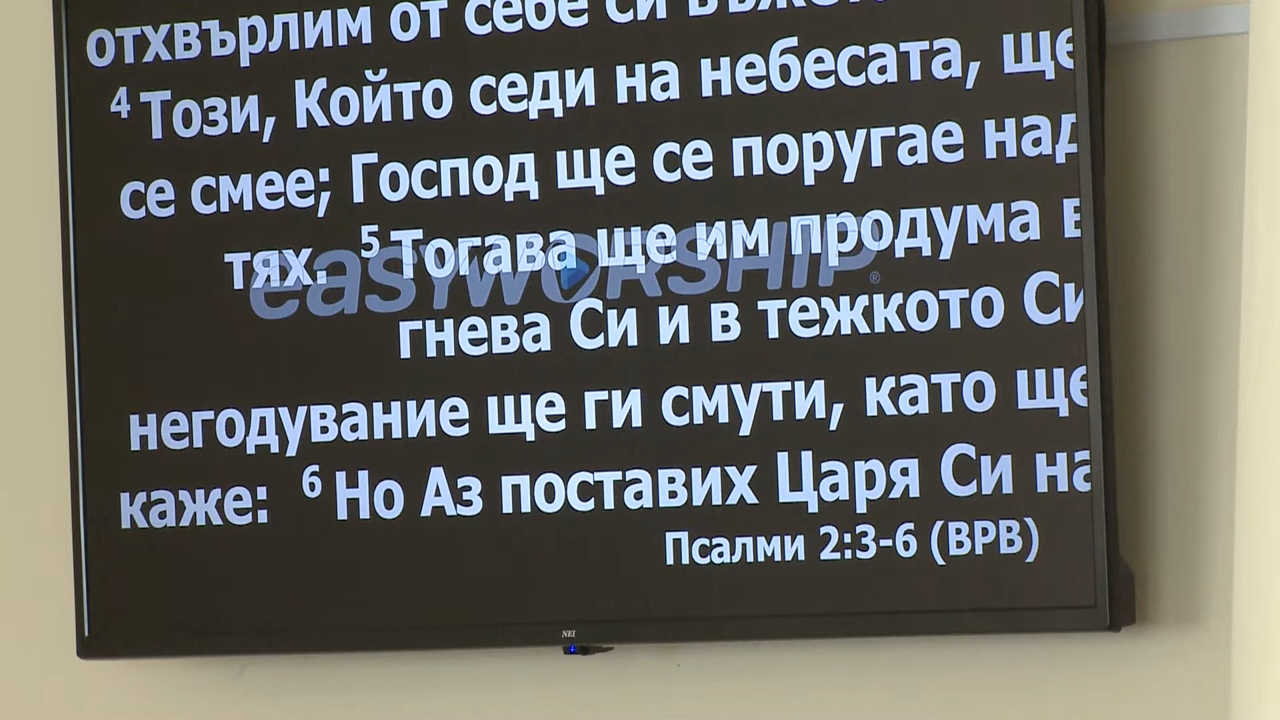 отхвърлим от себе си
4 Този, Който седи на небесата, ще
се смее; Господ ще се поругае над
тях. 5 Тогава ще им продума в
easyworship®
гнева Си и в тежкото Си
негодувание ще ги смути, като ще
каже: 6 Но Аз поставих Царя Си на
Псалми 2:3-6 (ВРВ)
NEI